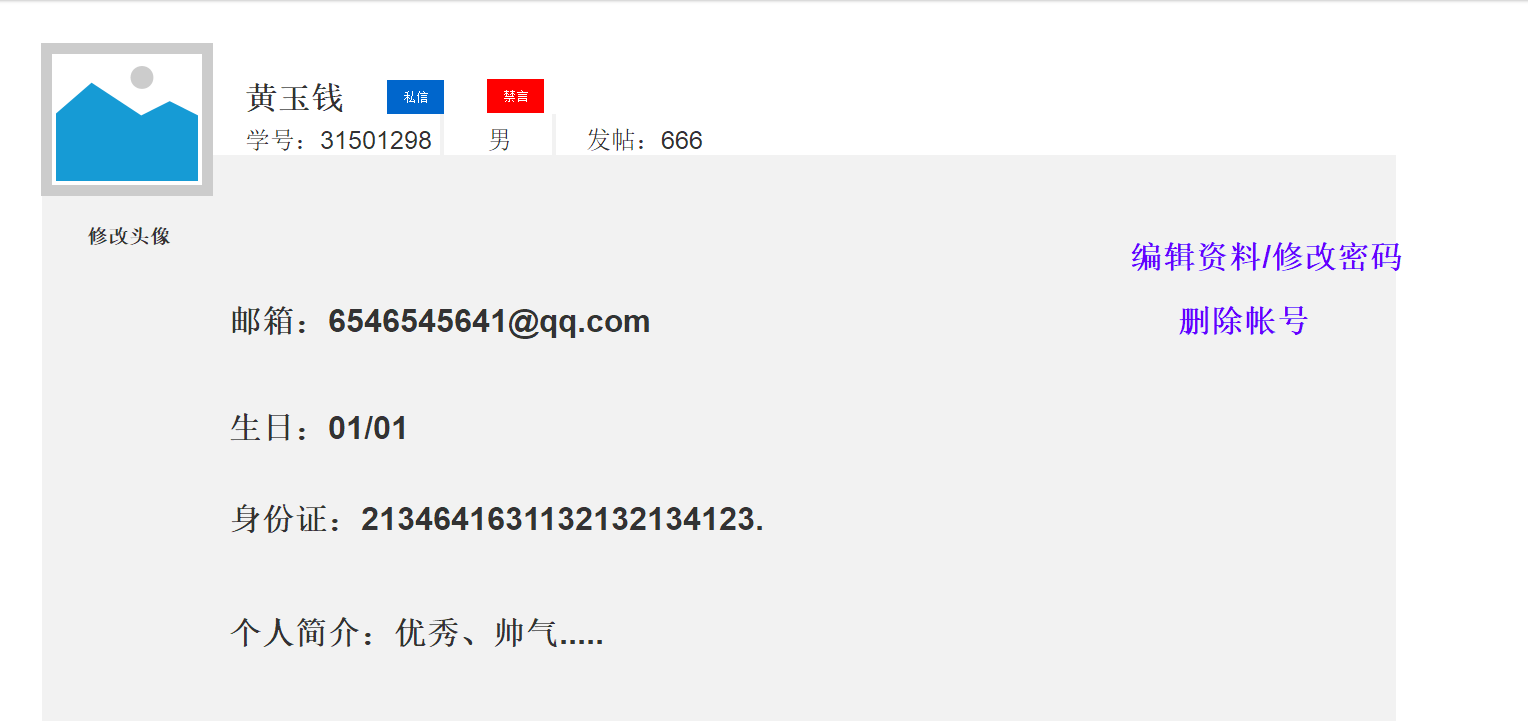 黄玉钱 私信 禁言
学号：31501298 男 发帖：666
修改头像
编辑资料/修改密码
邮箱：6546545641@qq.com 删除帐号
生日：01/01
身份证：2134641631132132134123.
个人简介：优秀、帅气.....